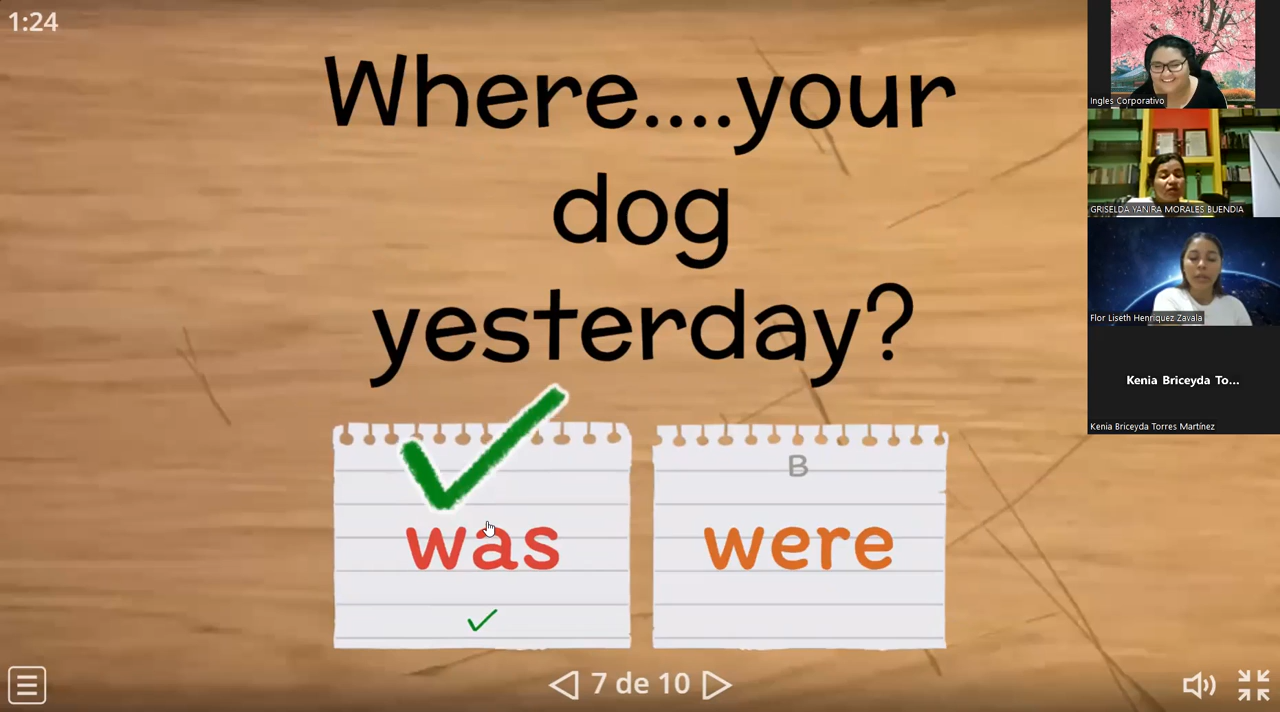 1:24
Where....your
dog
yesterday?
was
B
were
7 de 10
Ingles Corporativo
GRISELDA YANIRA MORALES BUENDIA
Flor Liseth Henriquez Zavala
Kenia Briceyda To...
Kenia Briceyda Torres Martínez